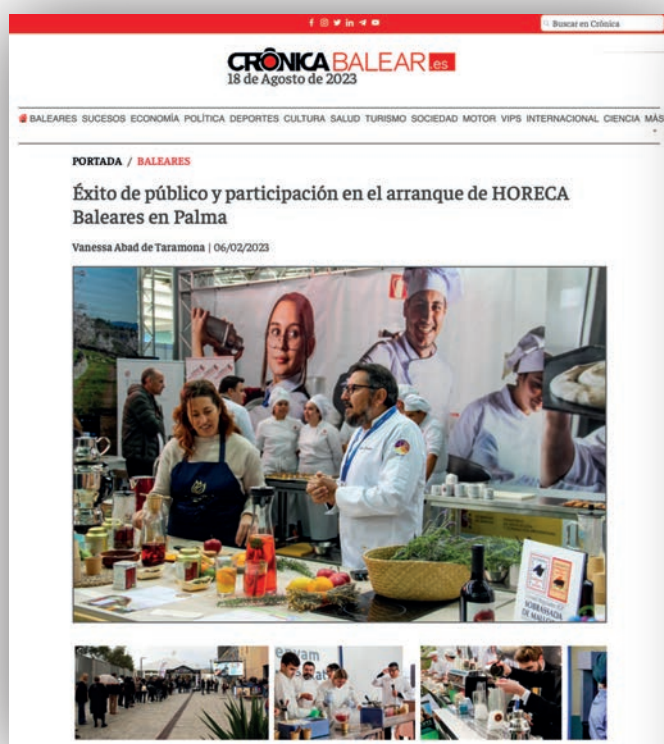 Buscar en Crónica
CRÓNICA BALEAR.es
18 de Agosto de 2023
BALEARES SUCESOS ECONOMÍA POLÍTICA DEPORTES CULTURA SALUD TURISMO SOCIEDAD MOTOR VIPS INTERNACIONAL CIENCIA MÁS
PORTADA / BALEARES
Éxito de público y participación en el arranque de HORECA
Baleares en Palma
Vanessa Abad de Taramona | 06/02/2023
SOBRASSADA
DE MALLORCA